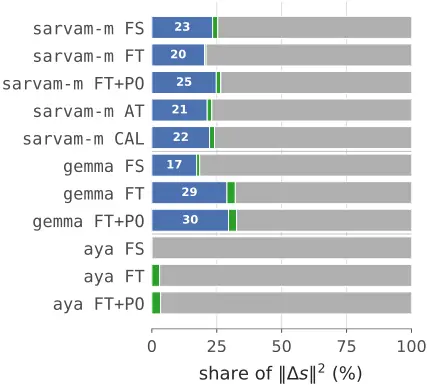 sarvam-m FS 23
sarvam-m FT 20
sarvam-m FT+PO 25
sarvam-m AT 21
sarvam-m CAL 22
gemma FS 17
gemma FT 29
gemma FT+PO 30
aya FS
aya FT
aya FT+PO
0 25 50 75 100
share of ‖Δs‖² (%)